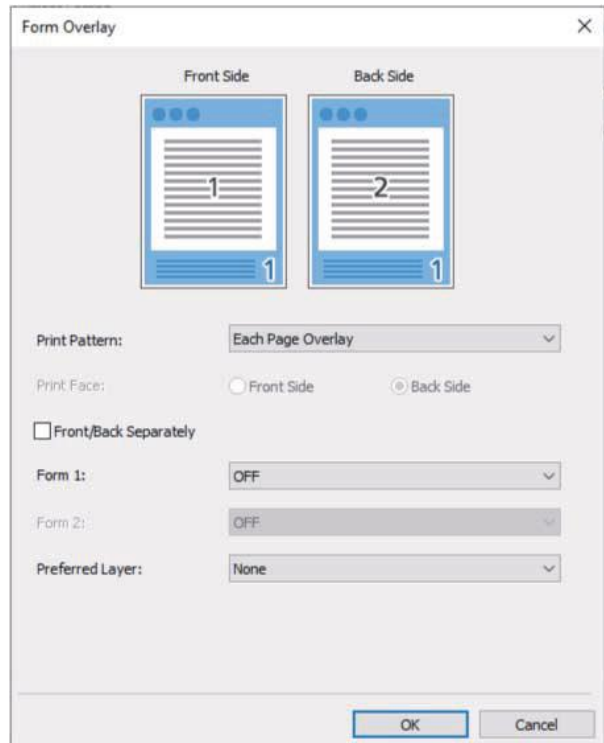 Form Overlay
Front Side Back Side
1 2
1 1
Print Pattern: Each Page Overlay
Print Face: Front Side Back Side
Front/Back Separately
Form 1: OFF
Form 2: OFF
Preferred Layer: None
OK Cancel